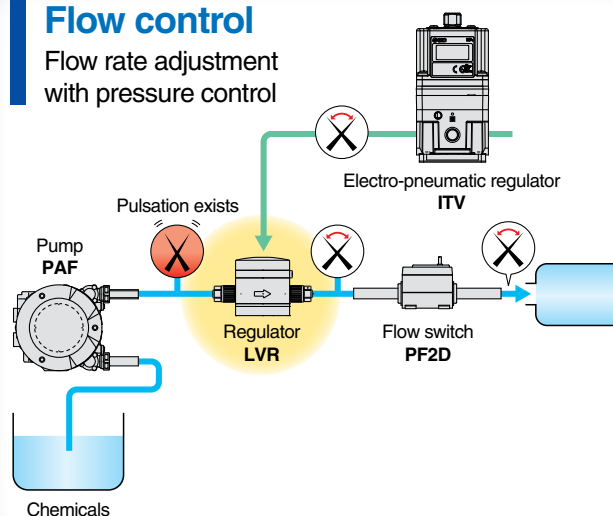 Flow control
Flow rate adjustment
with pressure control
Electro-pneumatic regulator
ITV
Pulsation exists
Pump
PAF
Regulator
LVR
Flow switch
PF2D
Chemicals